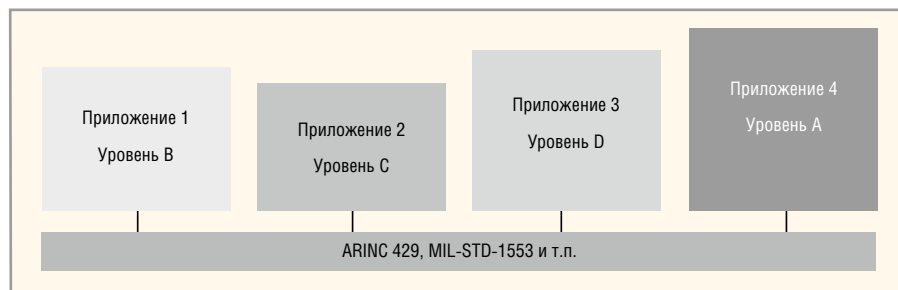 Приложение 1
Уровень B
Приложение 2
Уровень C
Приложение 3
Уровень D
Приложение 4
Уровень A
ARINC 429, MIL-STD-1553 и т.п.